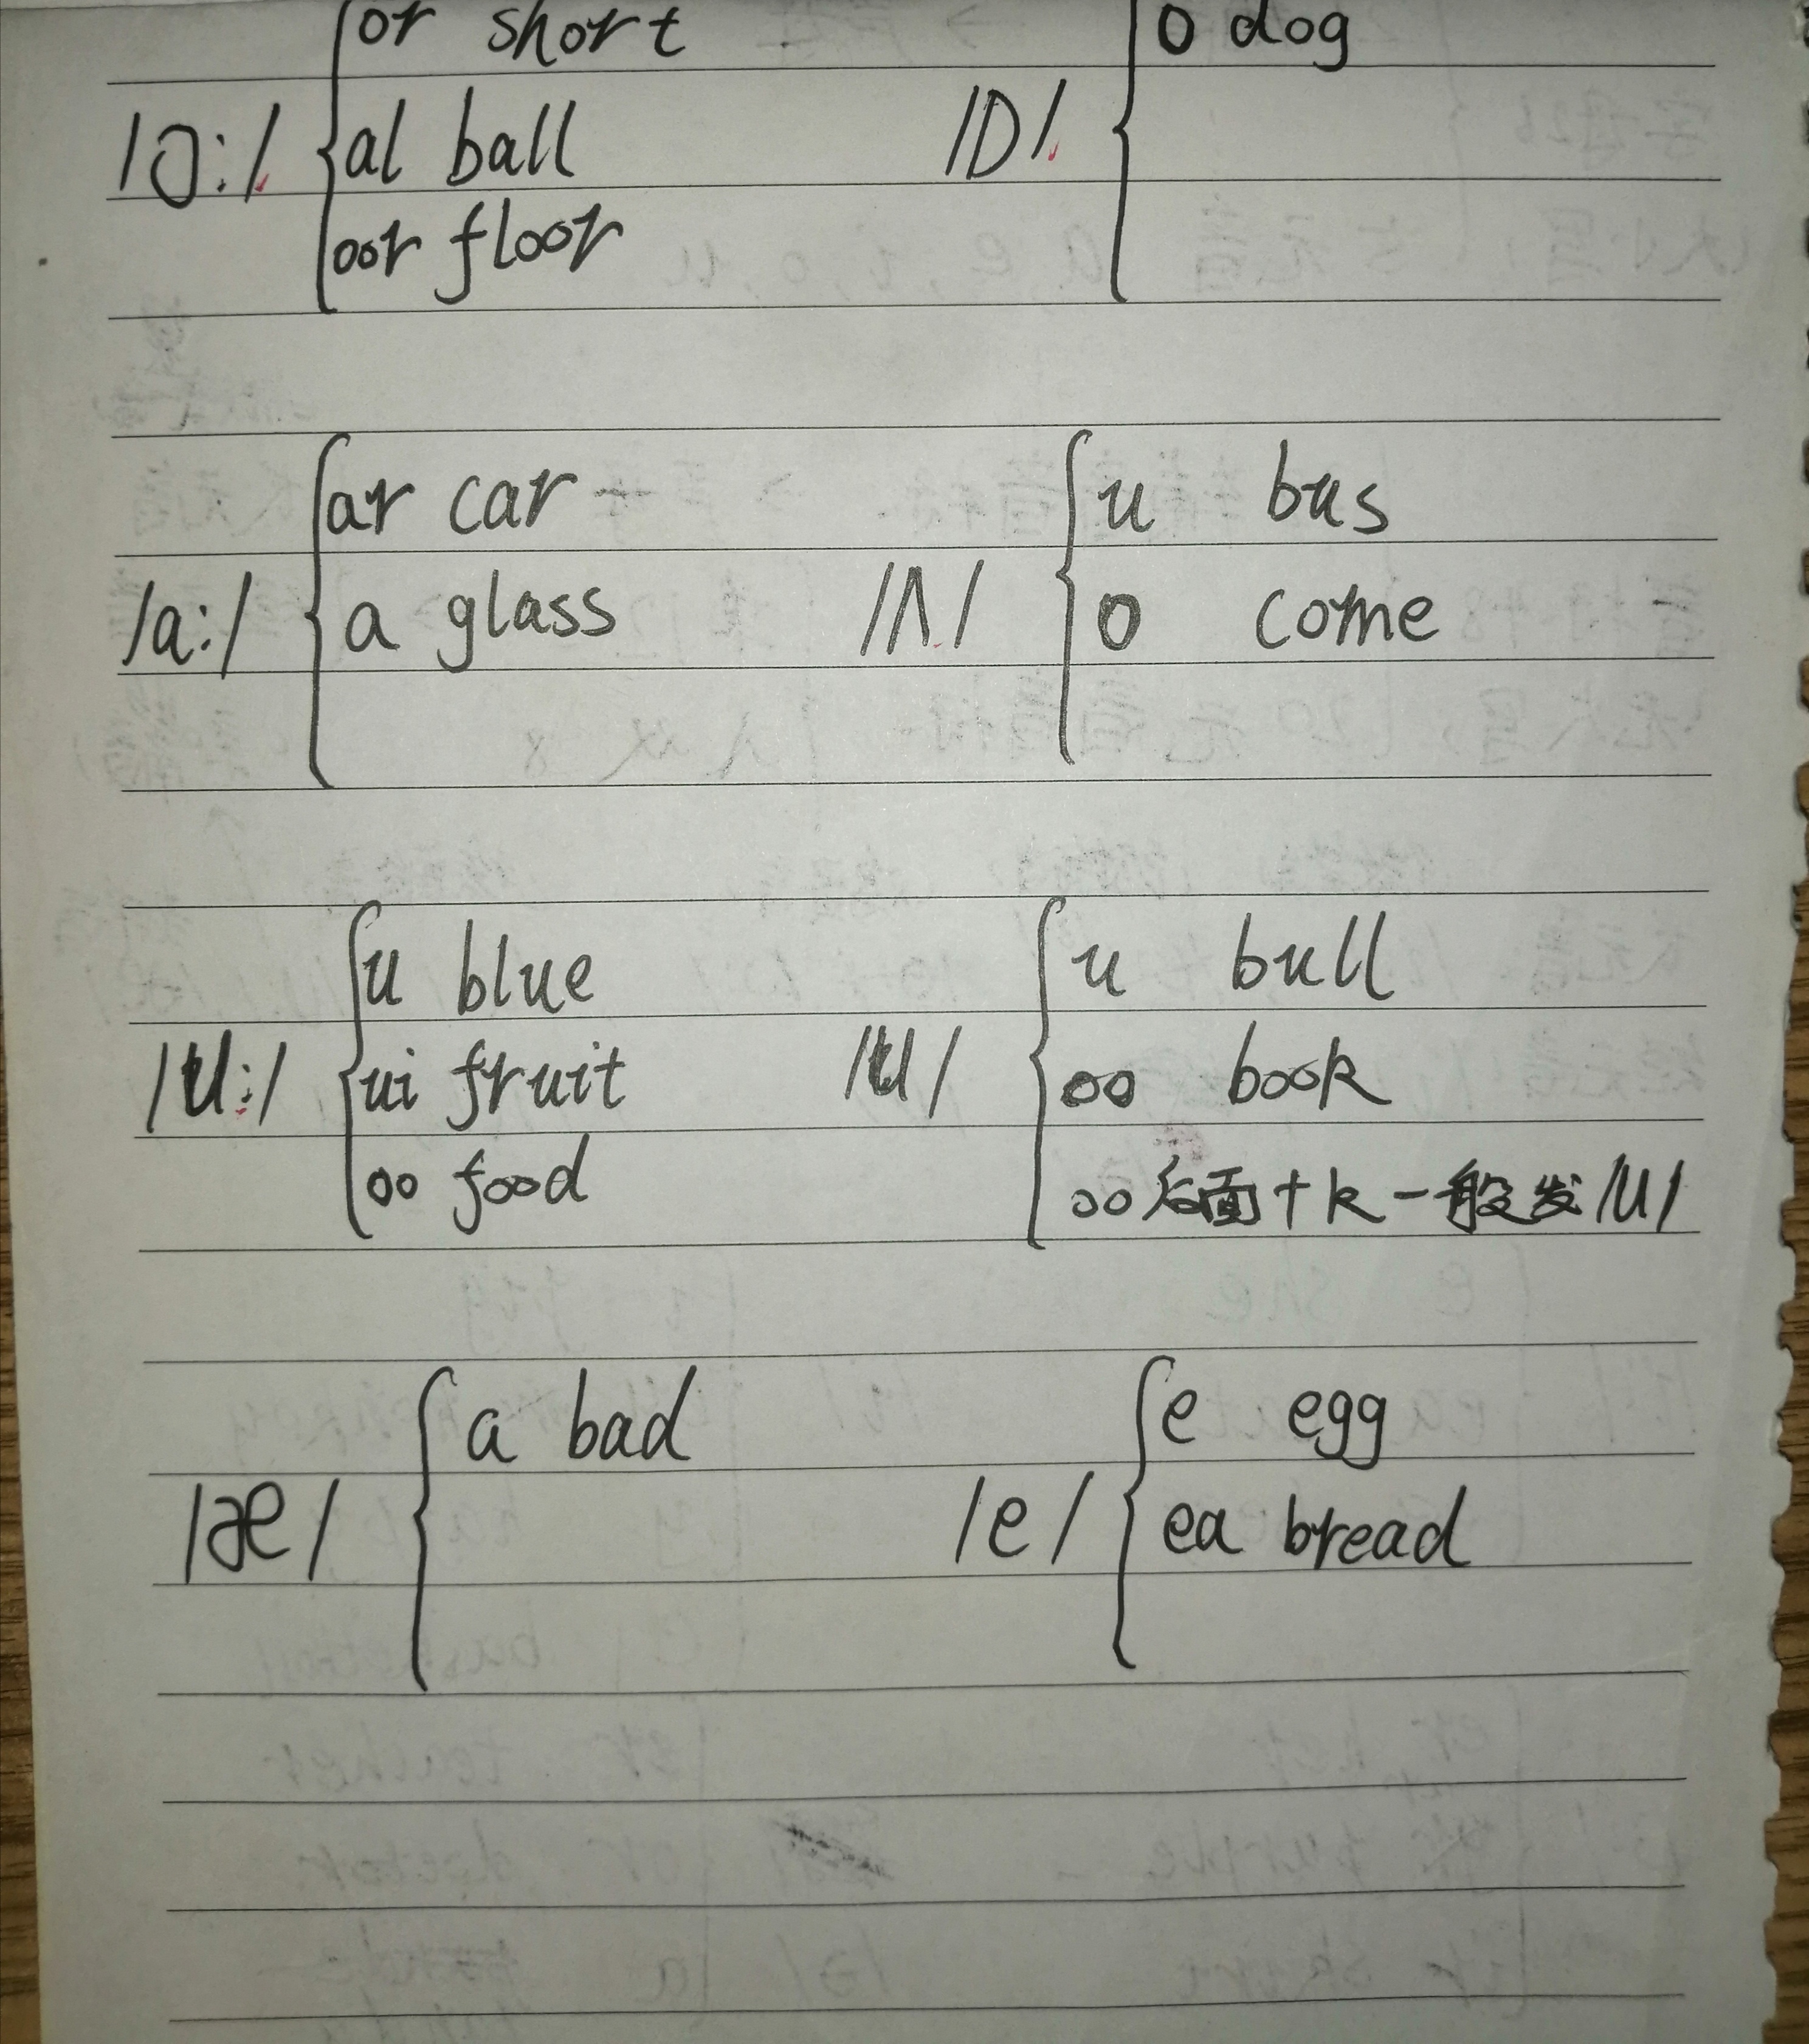 or short
/ɔ:/ al ball
oor floor
o dog
/ɒ/
ar car
/a:/ a glass
u bus
/ʌ/ o come
u blue
/u:/ ui fruit
oo food
u bull
/u/ oo book
oo后面+k一般发/u/
/æ/ a bad
e egg
/e/ ea bread